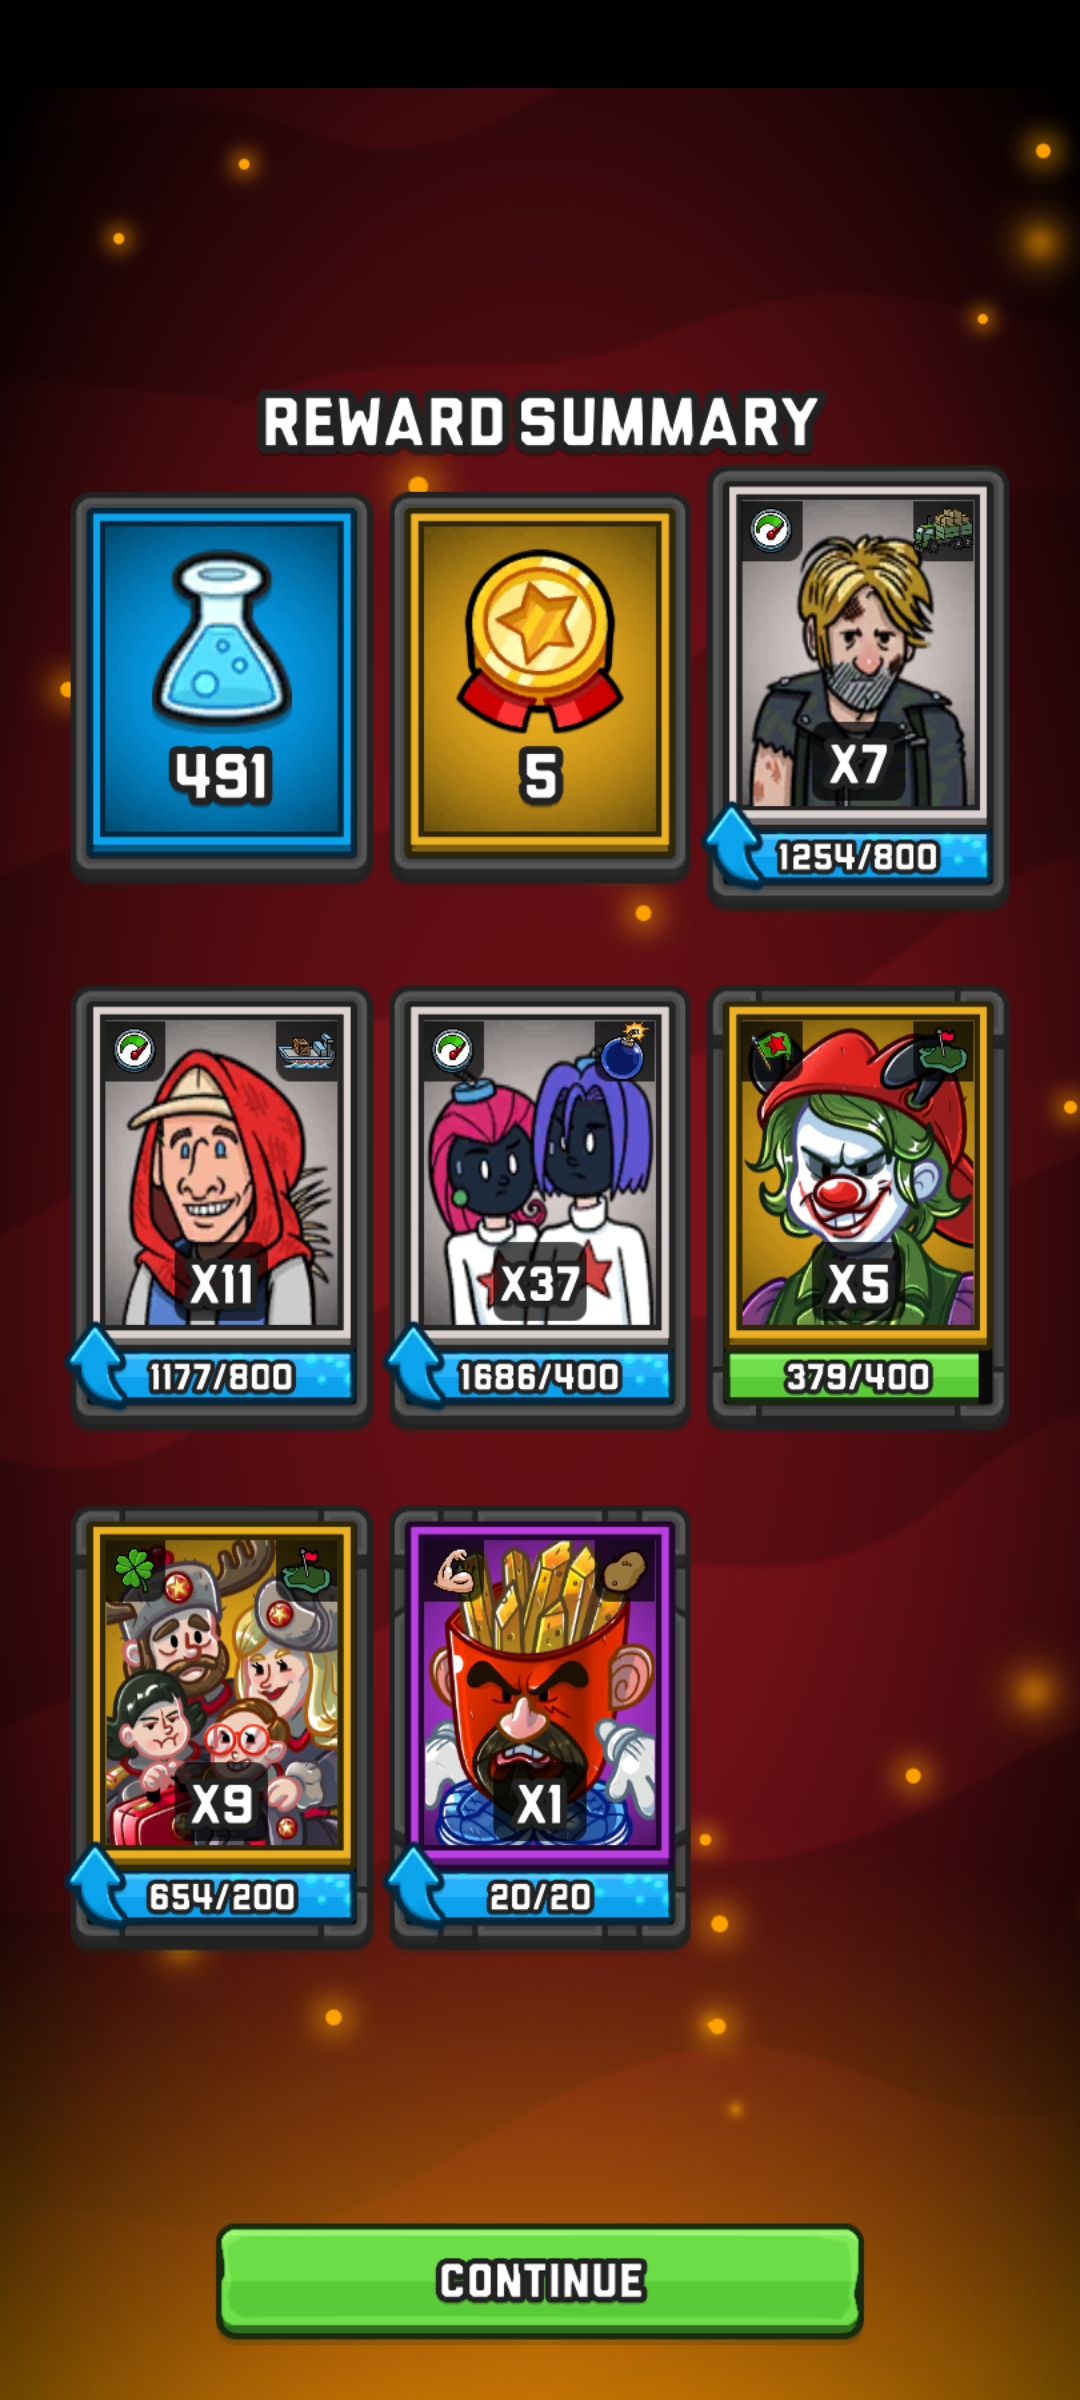 REWARD SUMMARY
491
5
X7
1254/800
X11
1177/800
X37
1686/400
X5
379/400
X9
654/200
X1
20/20
CONTINUE